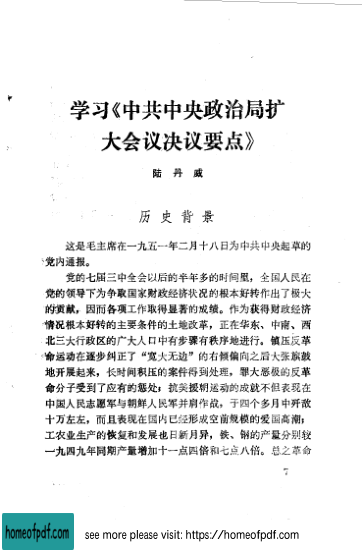 学习《中共中央政治局扩
大会议决议要点》
陆丹威
历史背景
这是毛主席在一九五一年二月十八日为中共中央起草的
党内通报。
党的七届三中全会以后的半年多的时间里，全国人民在
党的领导下为争取国家财政经济状况的根本好转作出了极大
的贡献，因而各项工作取得显著的成绩。作为获得财政经济
情况根本好转的主要条件的土地改革，正在华东、中南、西
北三大行政区的广大人口中有步骤有秩序地进行。镇压反革
命运动在逐步纠正了“宽大无边”的右倾偏向之后大张旗鼓
地开展起来，长时间积压的案件得到处理，罪大恶极的反革
命分子受到了应有的惩处；抗美援朝运动的成就不但表现在
中国人民志愿军与朝鲜人民军并肩作战，于四个多月中歼敌
十万左右，而且表现在国内已经形成空前规模的爱国高潮；
工农业生产的恢复和发展也日新月异，铁、钢的产量分别较
一九四九年同期产量增加十一点四倍和七点八倍。总之革命
7
homeofpdf.com
see more please visit: https://homeofpdf.com